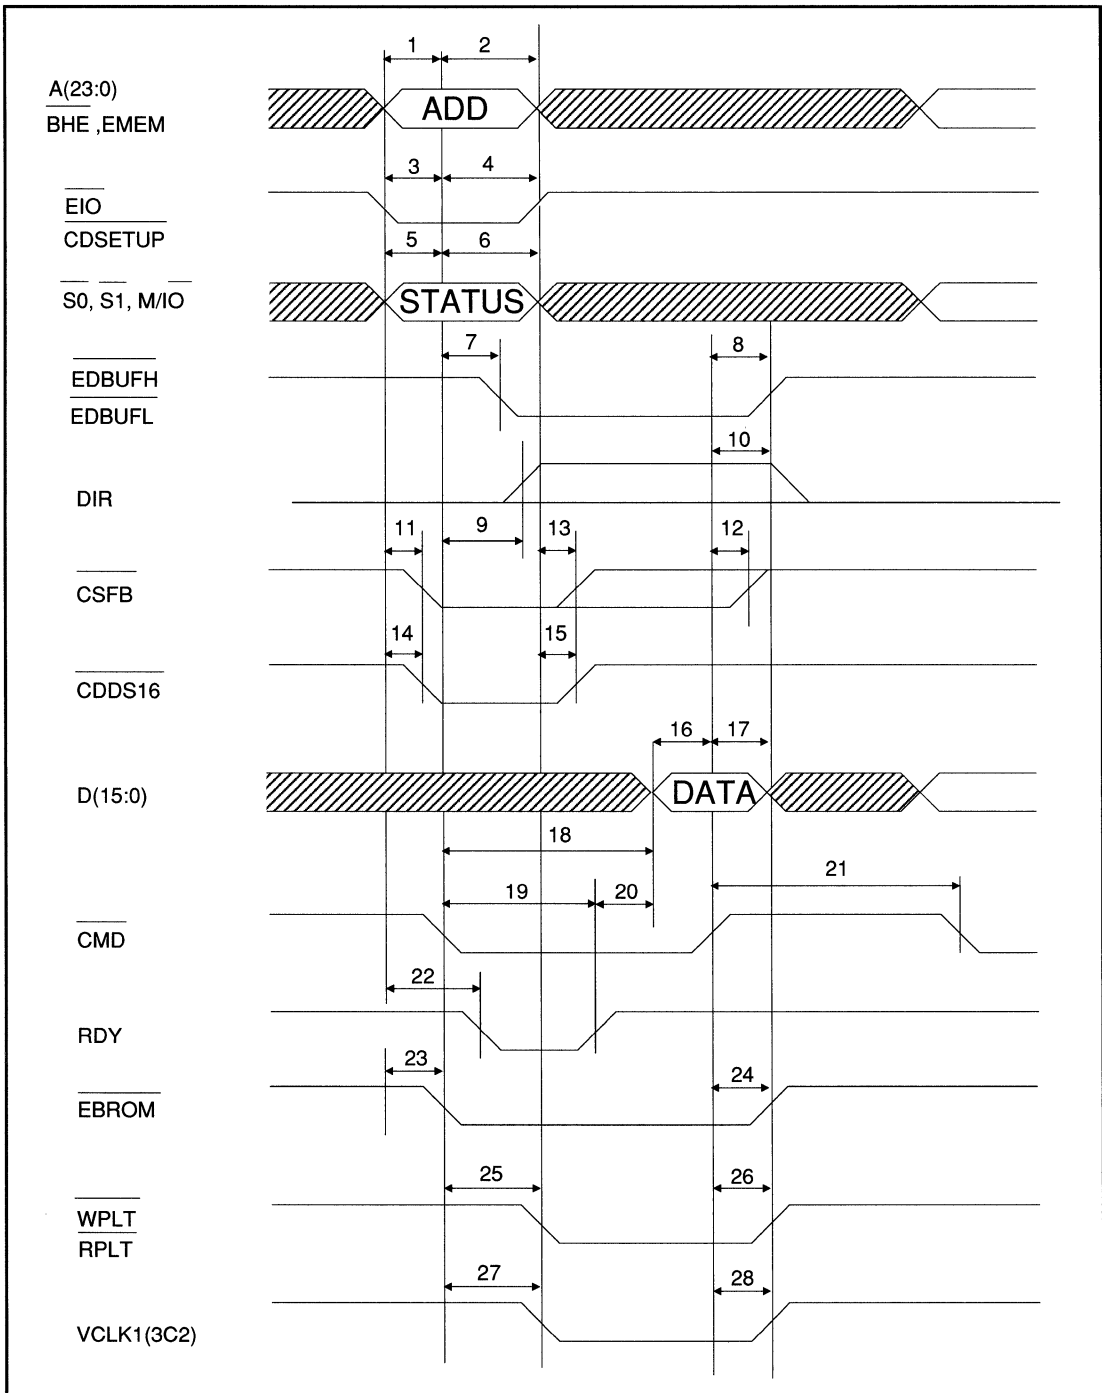 1 2
A(23:0)
BHE ,EMEM
ADD
3 4
EIO
CDSETUP
5 6
S0, S1, M/IO
STATUS
7 8
EDBUFH
EDBUFL
10
DIR
11 9 13 12
CSFB
14 15
CDDS16
16 17
D(15:0)
DATA
18
19 20 21
CMD
22
RDY
23 24
EBROM
25 26
WPLT
RPLT
27 28
VCLK1(3C2)